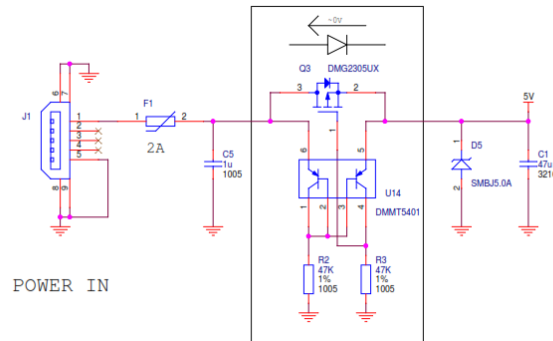 ~0V
Q3 DMG2305UX
3 2
1
J1
6 7
1
2
3
4
5
8 9
F1
1 2
2A
C5
1u
1005
6 5
U14
1 2 3 4
DMMT5401
R2
47K
1%
1005
R3
47K
1%
1005
5V
1
D5
2
SMBJ5.0A
C1
47u
3216
POWER IN